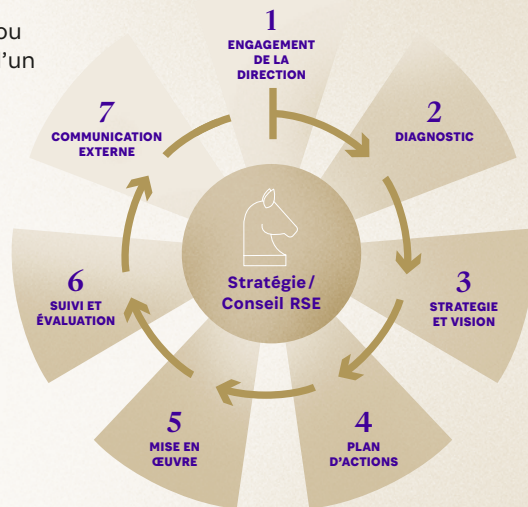 ou
'un
1
ENGAGEMENT
DE LA
DIRECTION
2
DIAGNOSTIC
3
STRATEGIE
ET VISION
4
PLAN
D'ACTIONS
5
MISE EN
ŒUVRE
6
SUIVI ET
ÉVALUATION
7
COMMUNICATION
EXTERNE
Stratégie/
Conseil RSE